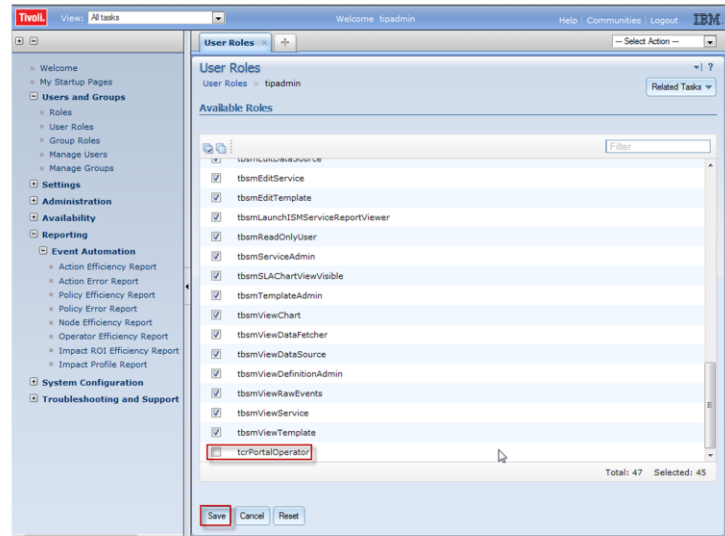 Tivoli. View: All tasks Welcome tipadmin Help Communities Logout IBM
User Roles -- Select Action --
Welcome
My Startup Pages
Users and Groups
Roles
User Roles
Group Roles
Manage Users
Manage Groups
Settings
Administration
Availability
Reporting
Event Automation
Action Efficiency Report
Action Error Report
Policy Efficiency Report
Policy Error Report
Node Efficiency Report
Operator Efficiency Report
Impact ROI Efficiency Report
Impact Profile Report
System Configuration
Troubleshooting and Support
User Roles ?
User Roles > tipadmin Related Tasks
Available Roles
Filter
tbsmEditDataSource
tbsmEditService
tbsmEditTemplate
tbsmLaunchISMServiceReportViewer
tbsmReadOnlyUser
tbsmServiceAdmin
tbsmSLAChartViewVisible
tbsmTemplateAdmin
tbsmViewChart
tbsmViewDataFetcher
tbsmViewDataSource
tbsmViewDefinitionAdmin
tbsmViewRawEvents
tbsmViewService
tbsmViewTemplate
tcrPortalOperator
Total: 47 Selected: 45
Save Cancel Reset